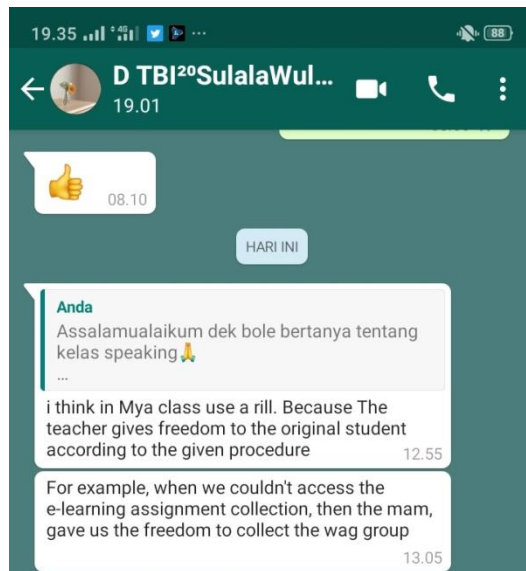 19.35 4G 88
D TBI²⁰SulalaWul...
19.01
08.10
HARI INI
Anda
Assalamualaikum dek bole bertanya tentang
kelas speaking🙏
...
i think in Mya class use a rill. Because The
teacher gives freedom to the original student
according to the given procedure
12.55
For example, when we couldn't access the
e-learning assignment collection, then the mam,
gave us the freedom to collect the wag group
13.05